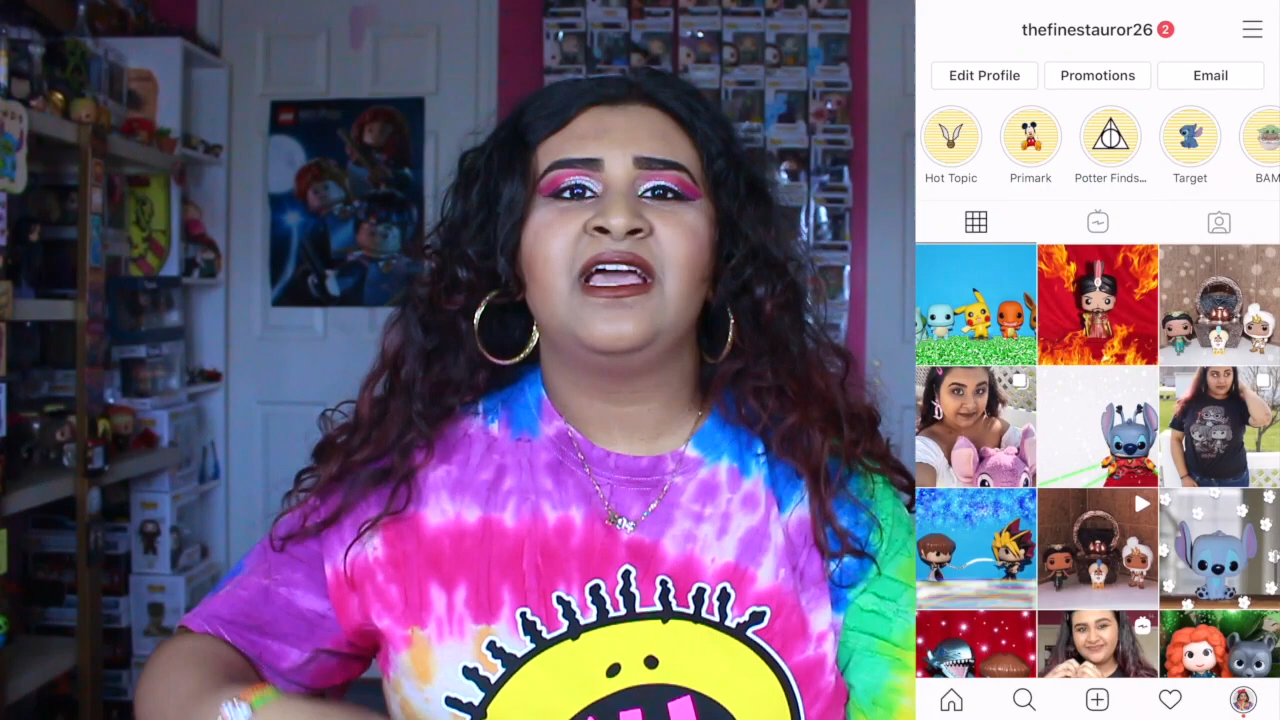 thefinestauror26 2
Edit Profile
Promotions
Email
Hot Topic
Primark
Potter Finds...
Target
BAM